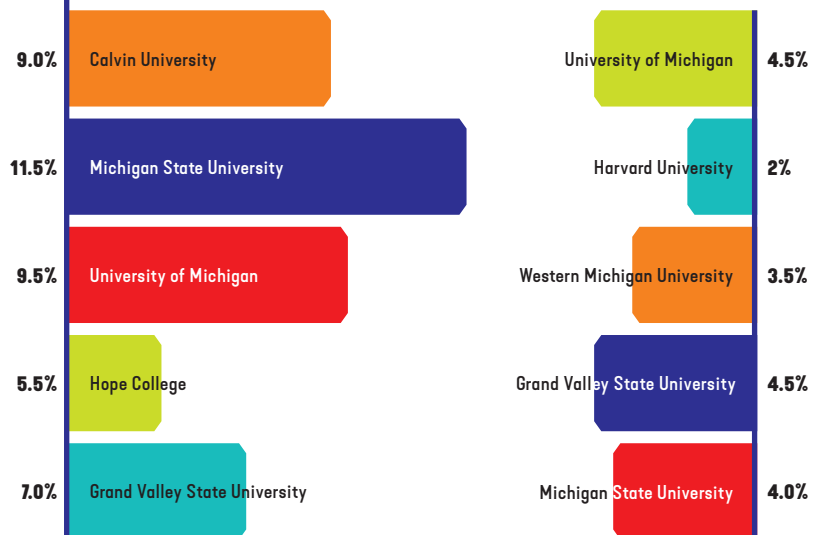 9.0% Calvin University
11.5% Michigan State University
9.5% University of Michigan
5.5% Hope College
7.0% Grand Valley State University
University of Michigan 4.5%
Harvard University 2%
Western Michigan University 3.5%
Grand Valley State University 4.5%
Michigan State University 4.0%